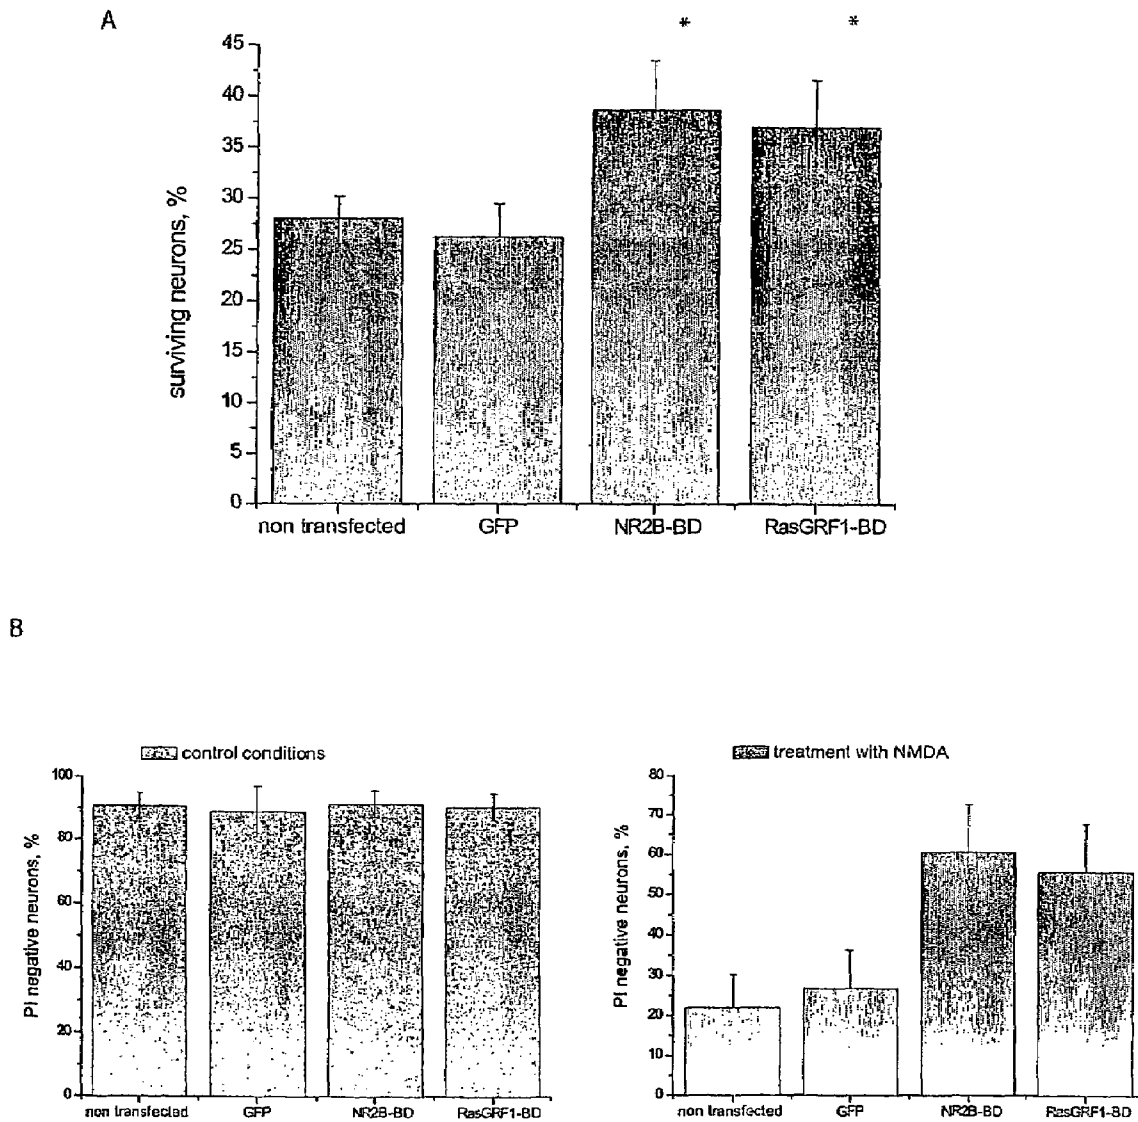 A
* *
45
40
35
30
25
20
15
10
5
0
surviving neurons, %
non transfected GFP NR2B-BD RasGRF1-BD
B
control conditions
100
80
60
40
20
0
PI negative neurons, %
non transfected GFP NR2B-BD RasGRF1-BD
treatment with NMDA
80
70
60
50
40
30
20
10
0
PI negative neurons, %
non transfected GFP NR2B-BD RasGRF1-BD